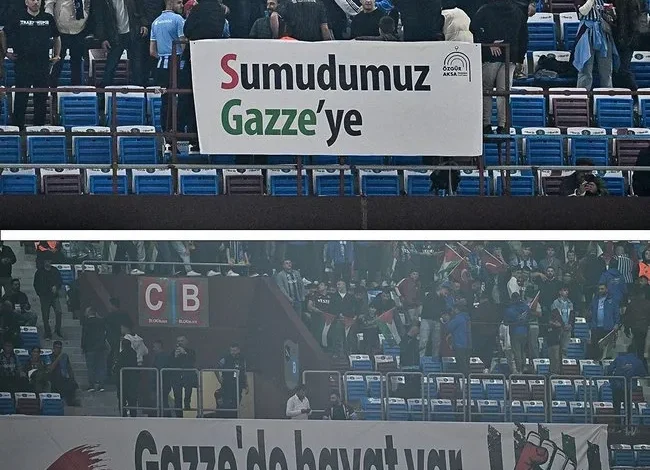 Sumudumuz
Gazze'ye
ÖZGÜR
AKSA
C B
Gazze'de hayat var